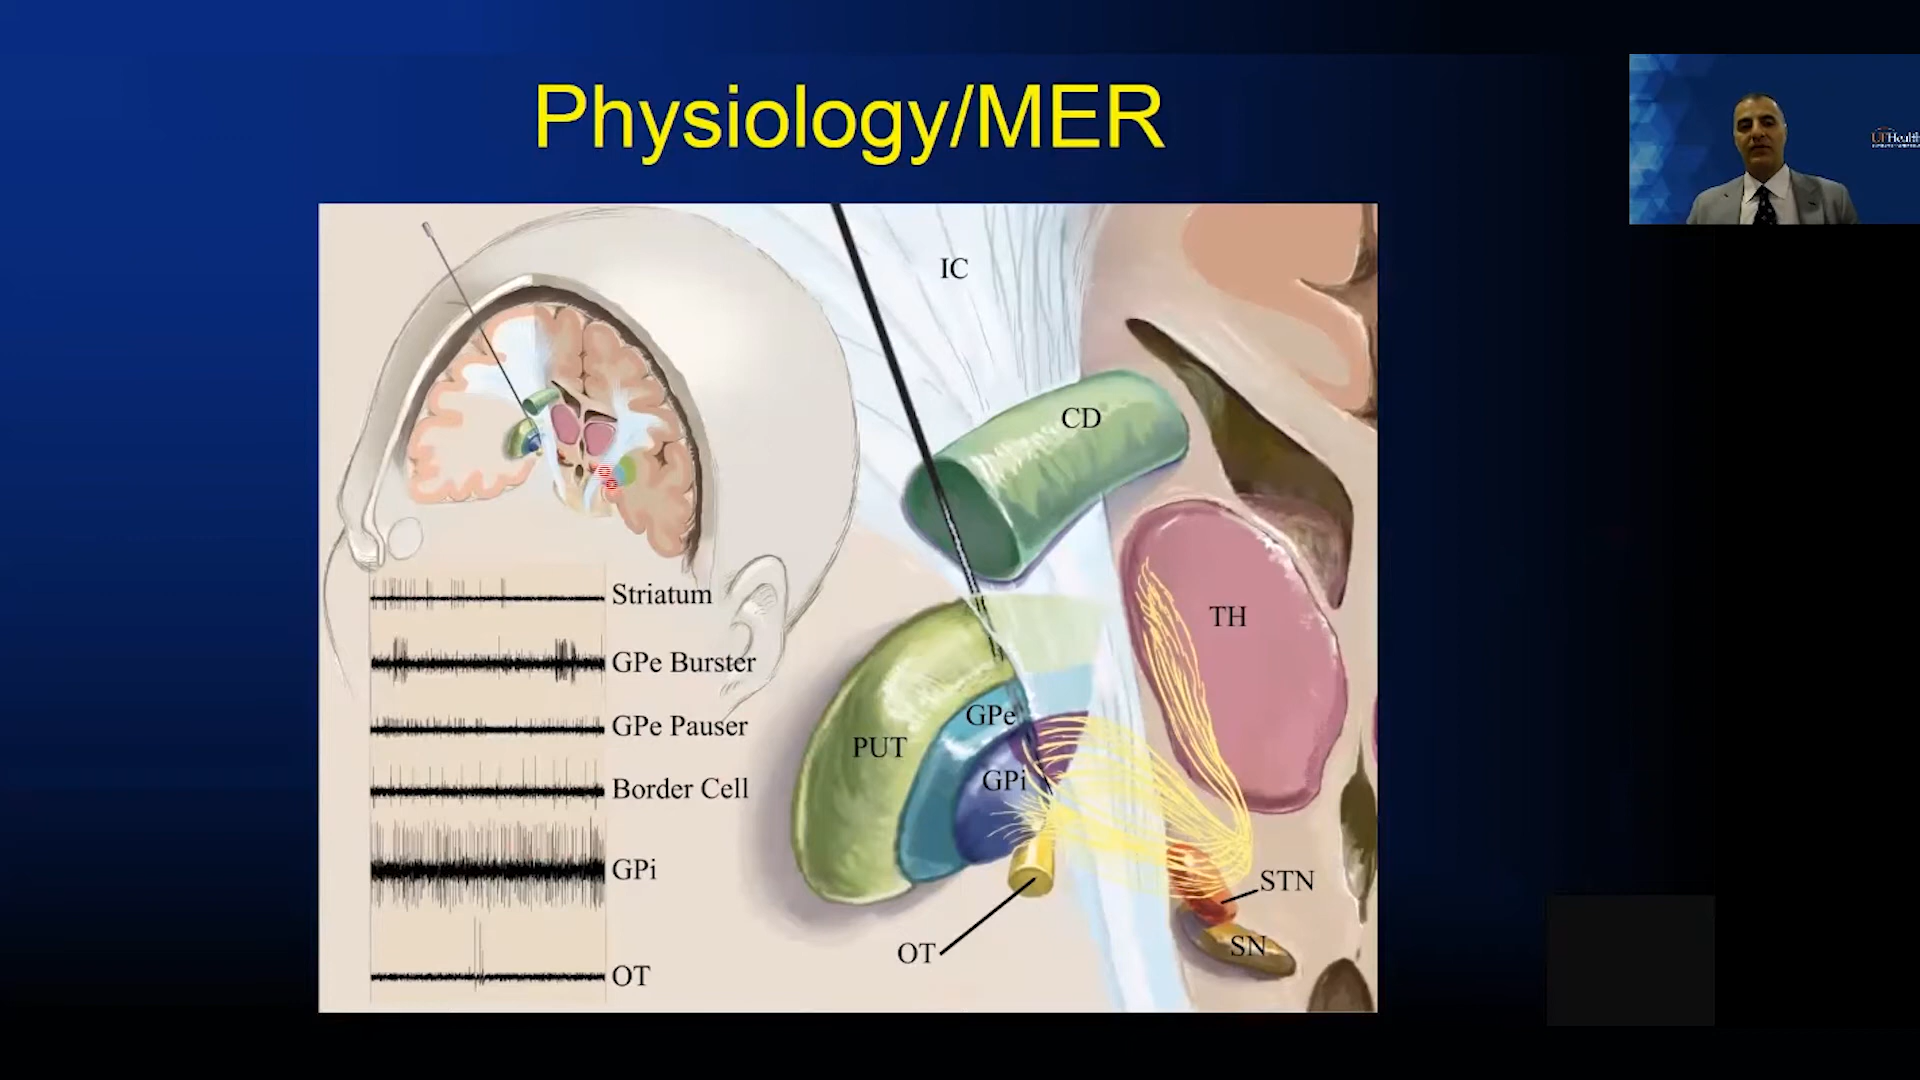 Physiology/MER
UFHealth
IC
CD
TH
GPe
PUT
GPi
STN
SN
OT
Striatum
GPe Burster
GPe Pauser
Border Cell
GPi
OT